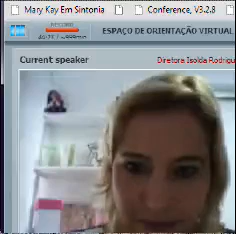 Mary Kay Em Sintonia Conference, V3.2.8
ESPAÇO DE ORIENTAÇÃO VIRTUAL
Current speaker Diretora Isolda Rodrigu